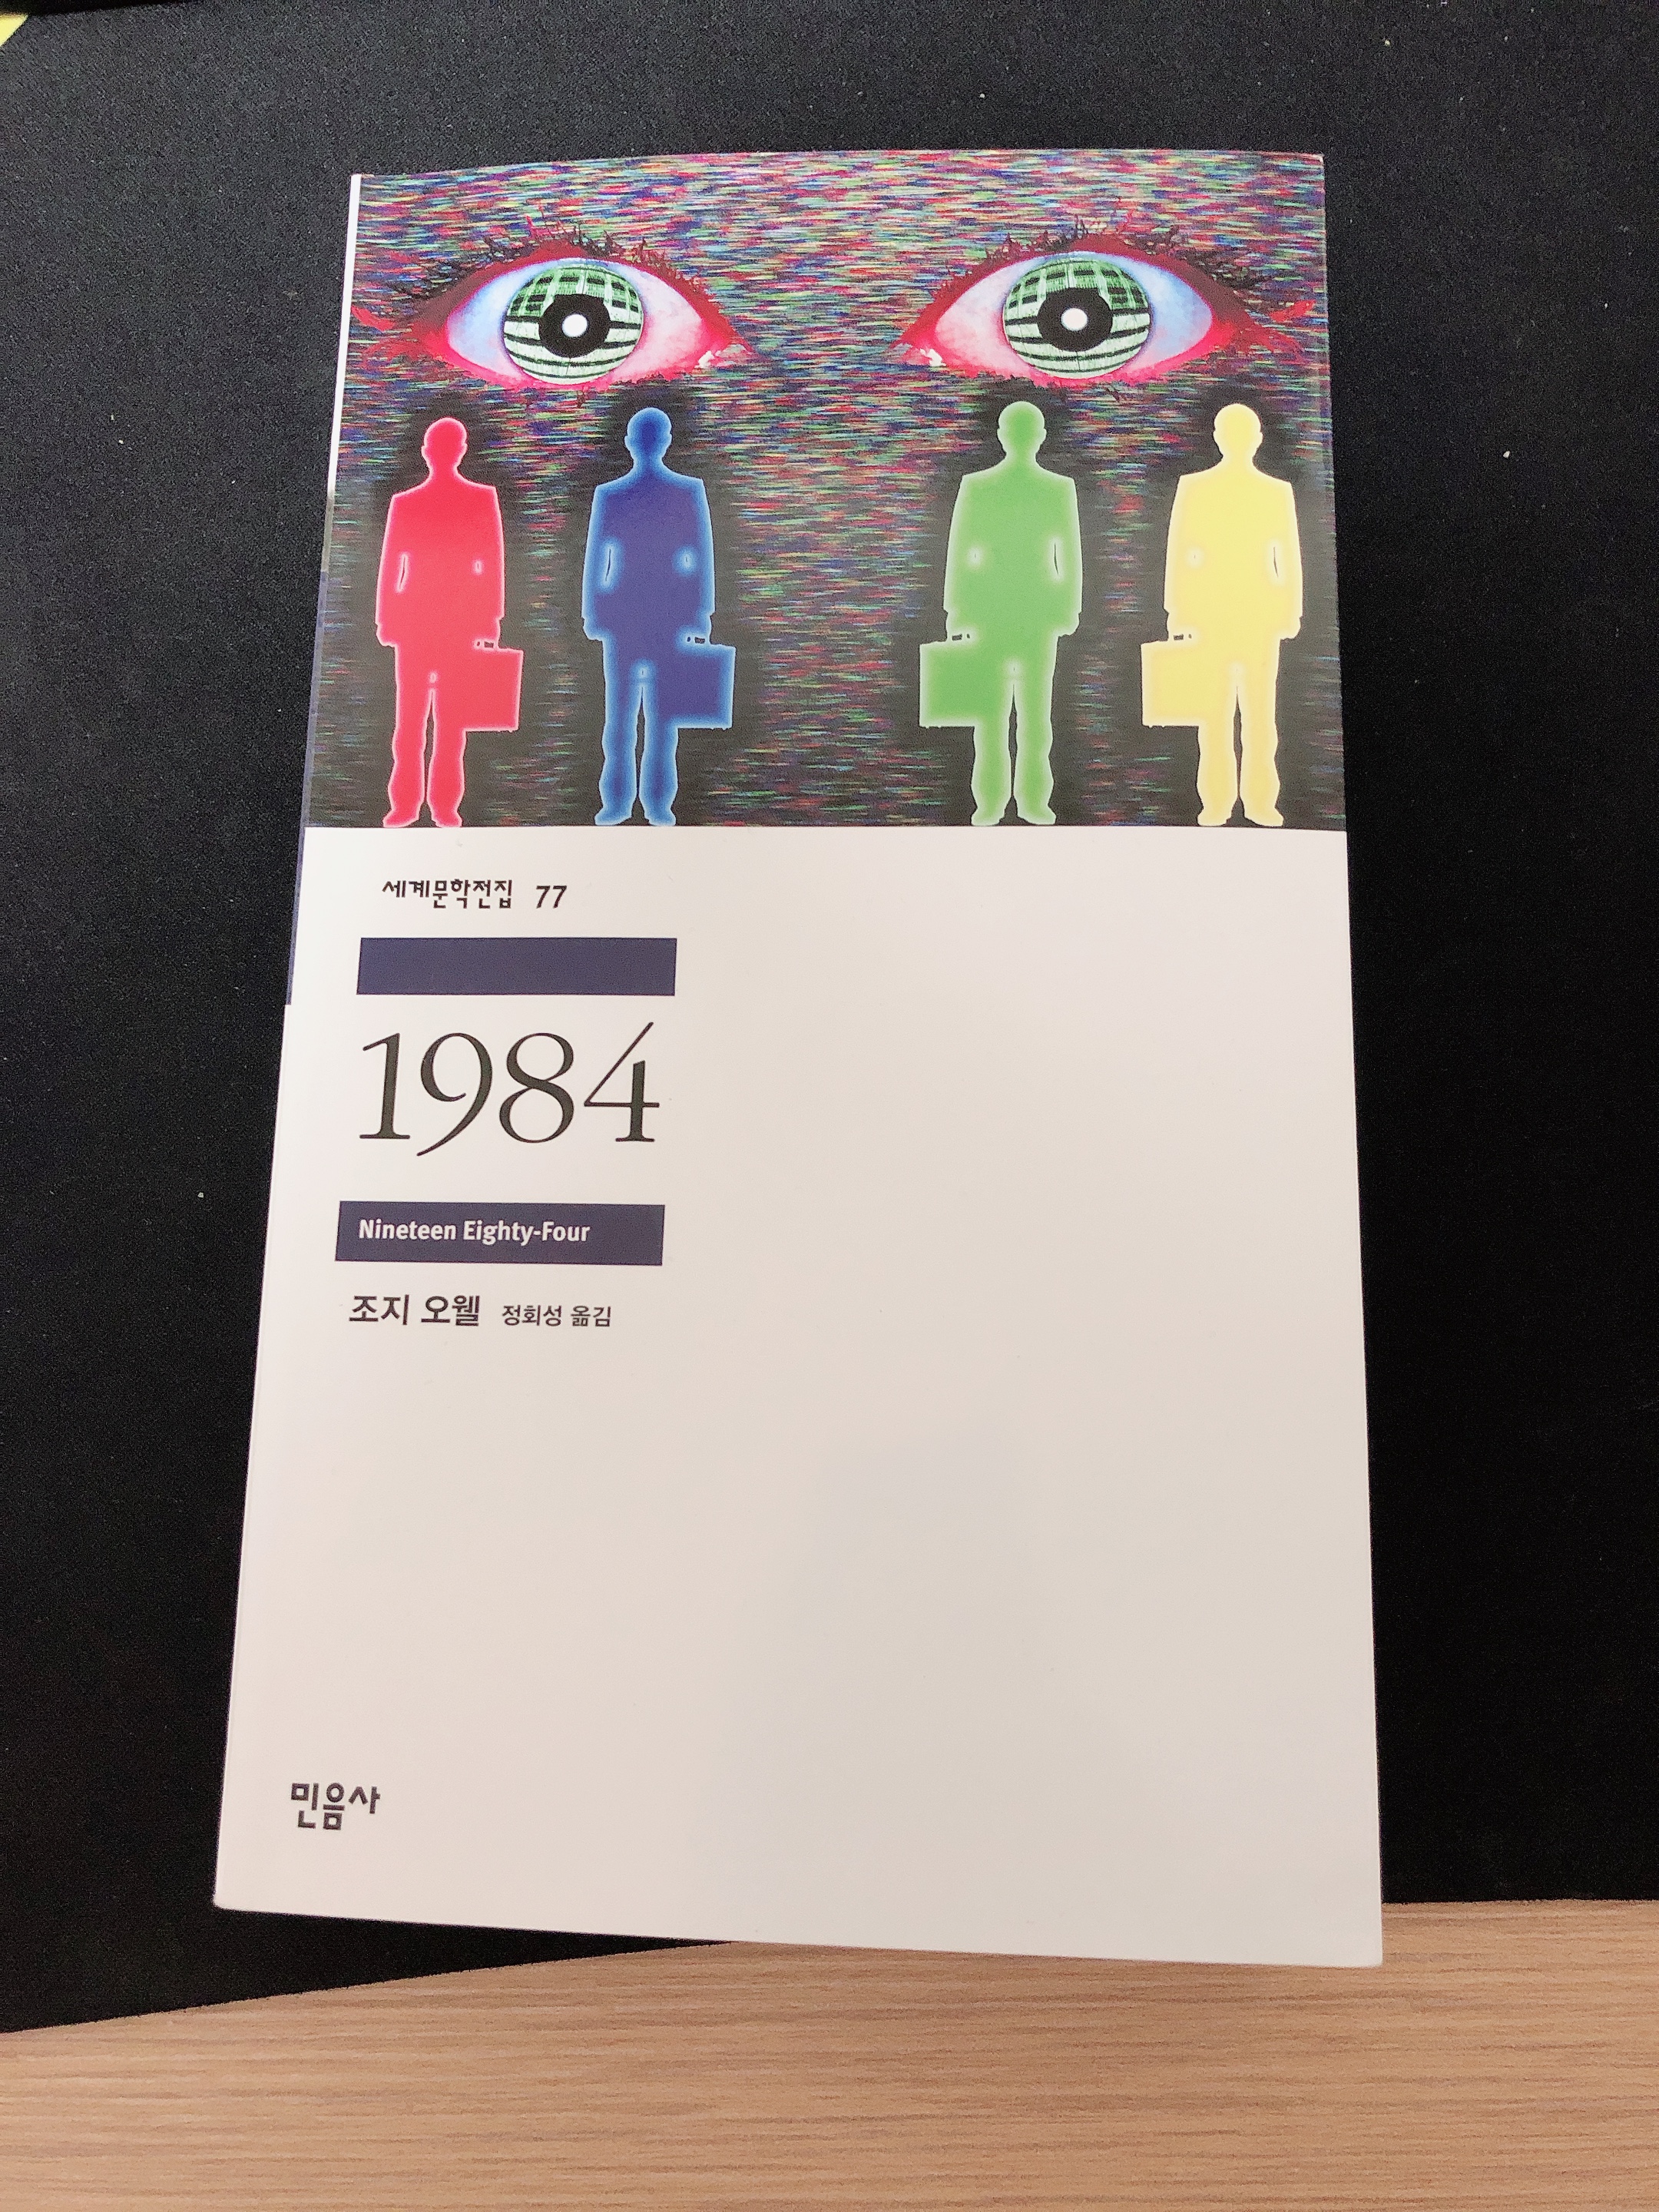 세계문학전집 77
1984
Nineteen Eighty-Four
조지 오웰 정회성 옮김
민음사